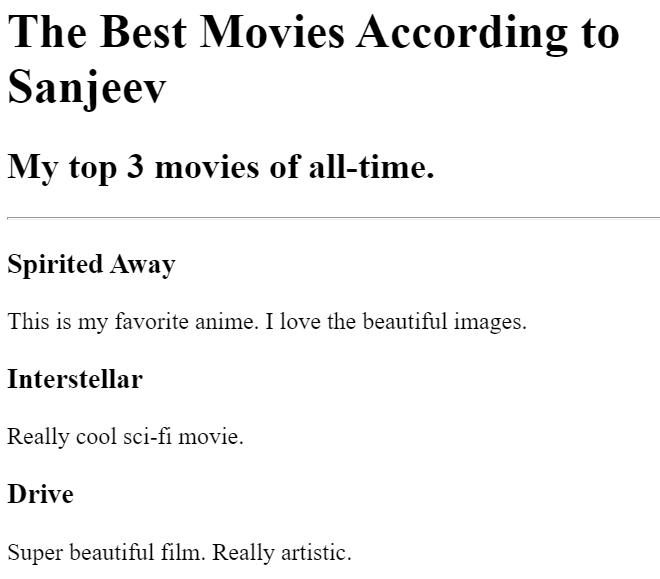 The Best Movies According to
Sanjeev
My top 3 movies of all-time.
Spirited Away
This is my favorite anime. I love the beautiful images.
Interstellar
Really cool sci-fi movie.
Drive
Super beautiful film. Really artistic.